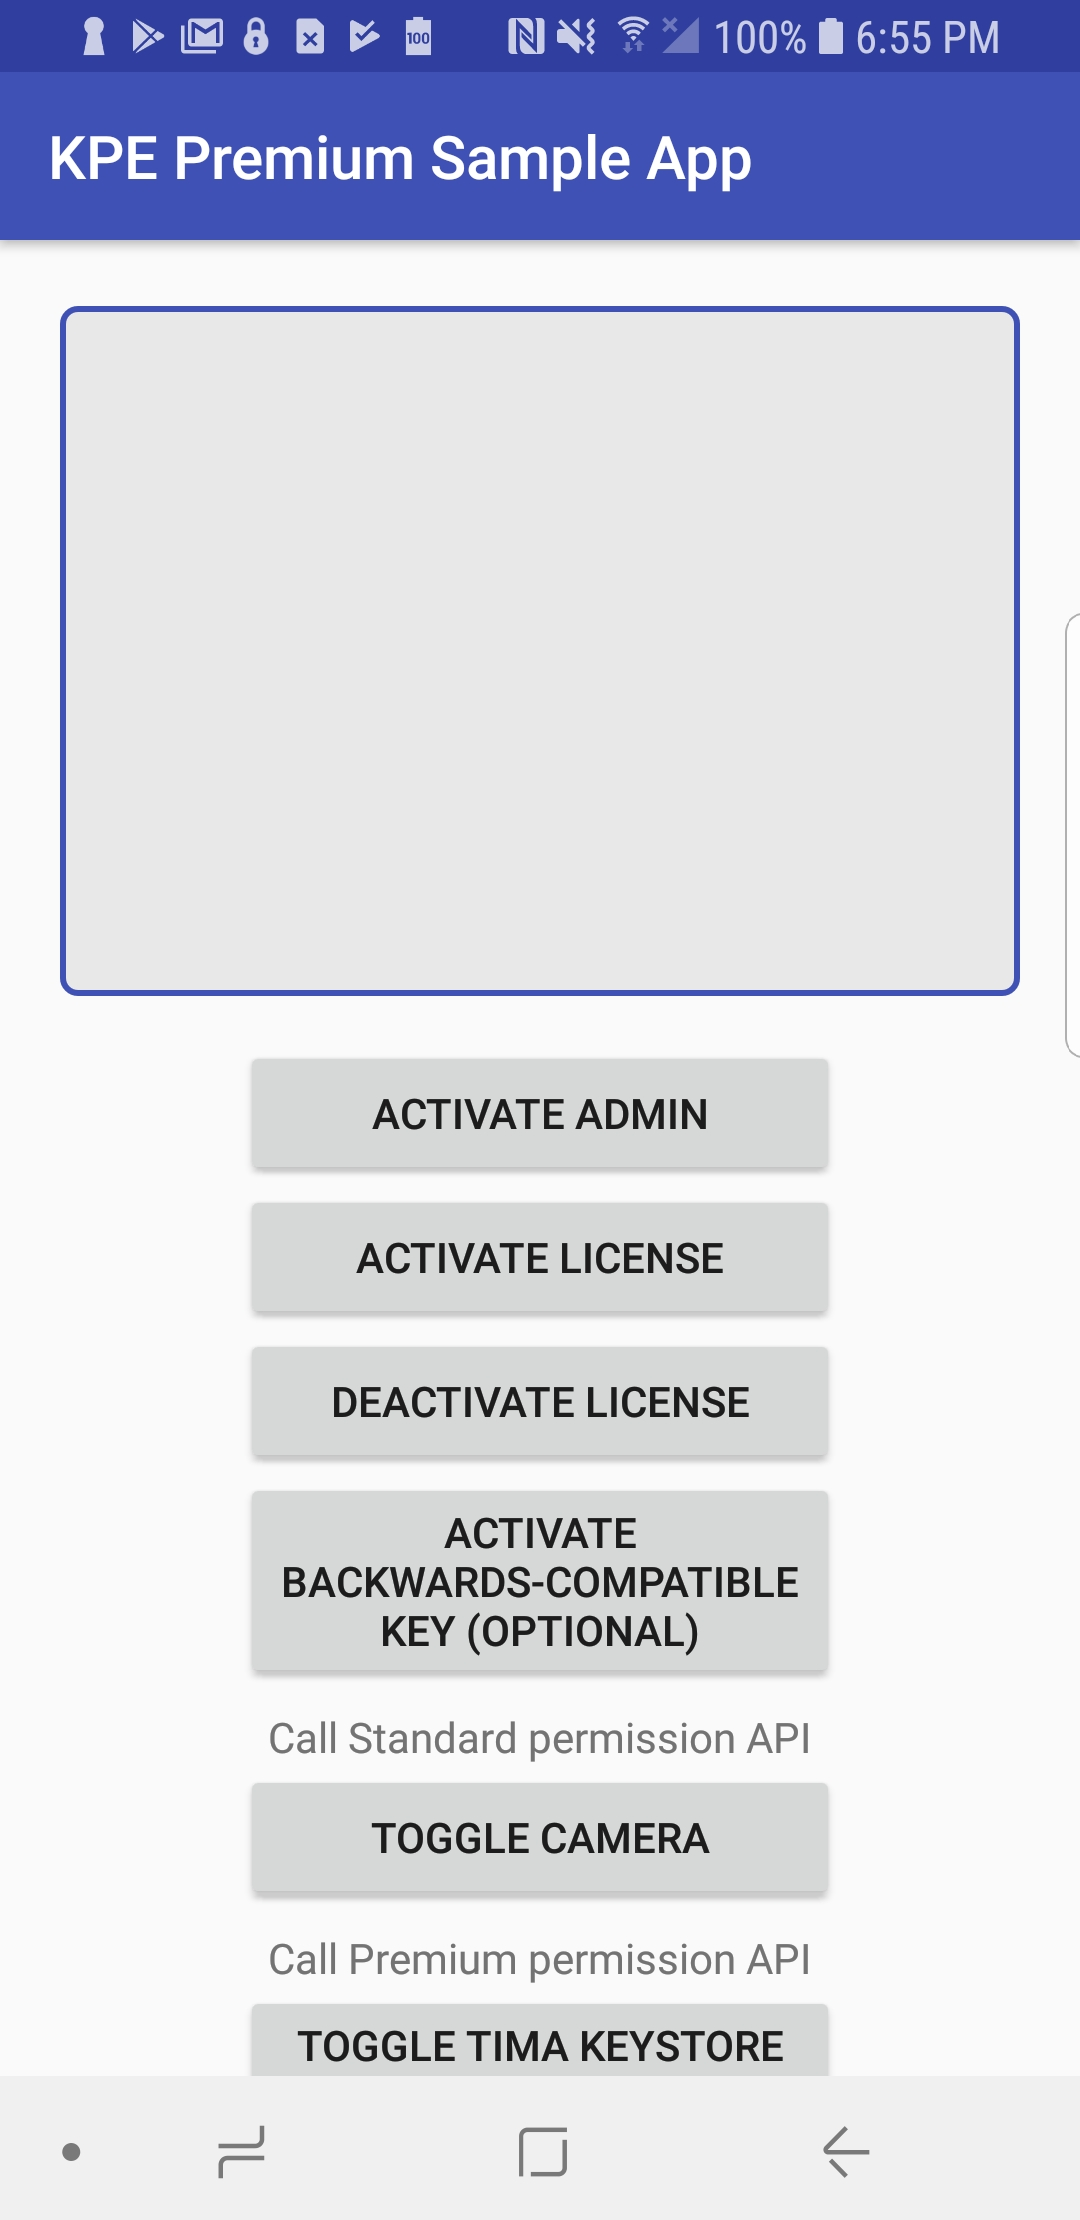 100
100% 6:55 PM
KPE Premium Sample App
ACTIVATE ADMIN
ACTIVATE LICENSE
DEACTIVATE LICENSE
ACTIVATE
BACKWARDS-COMPATIBLE
KEY (OPTIONAL)
Call Standard permission API
TOGGLE CAMERA
Call Premium permission API
TOGGLE TIMA KEYSTORE